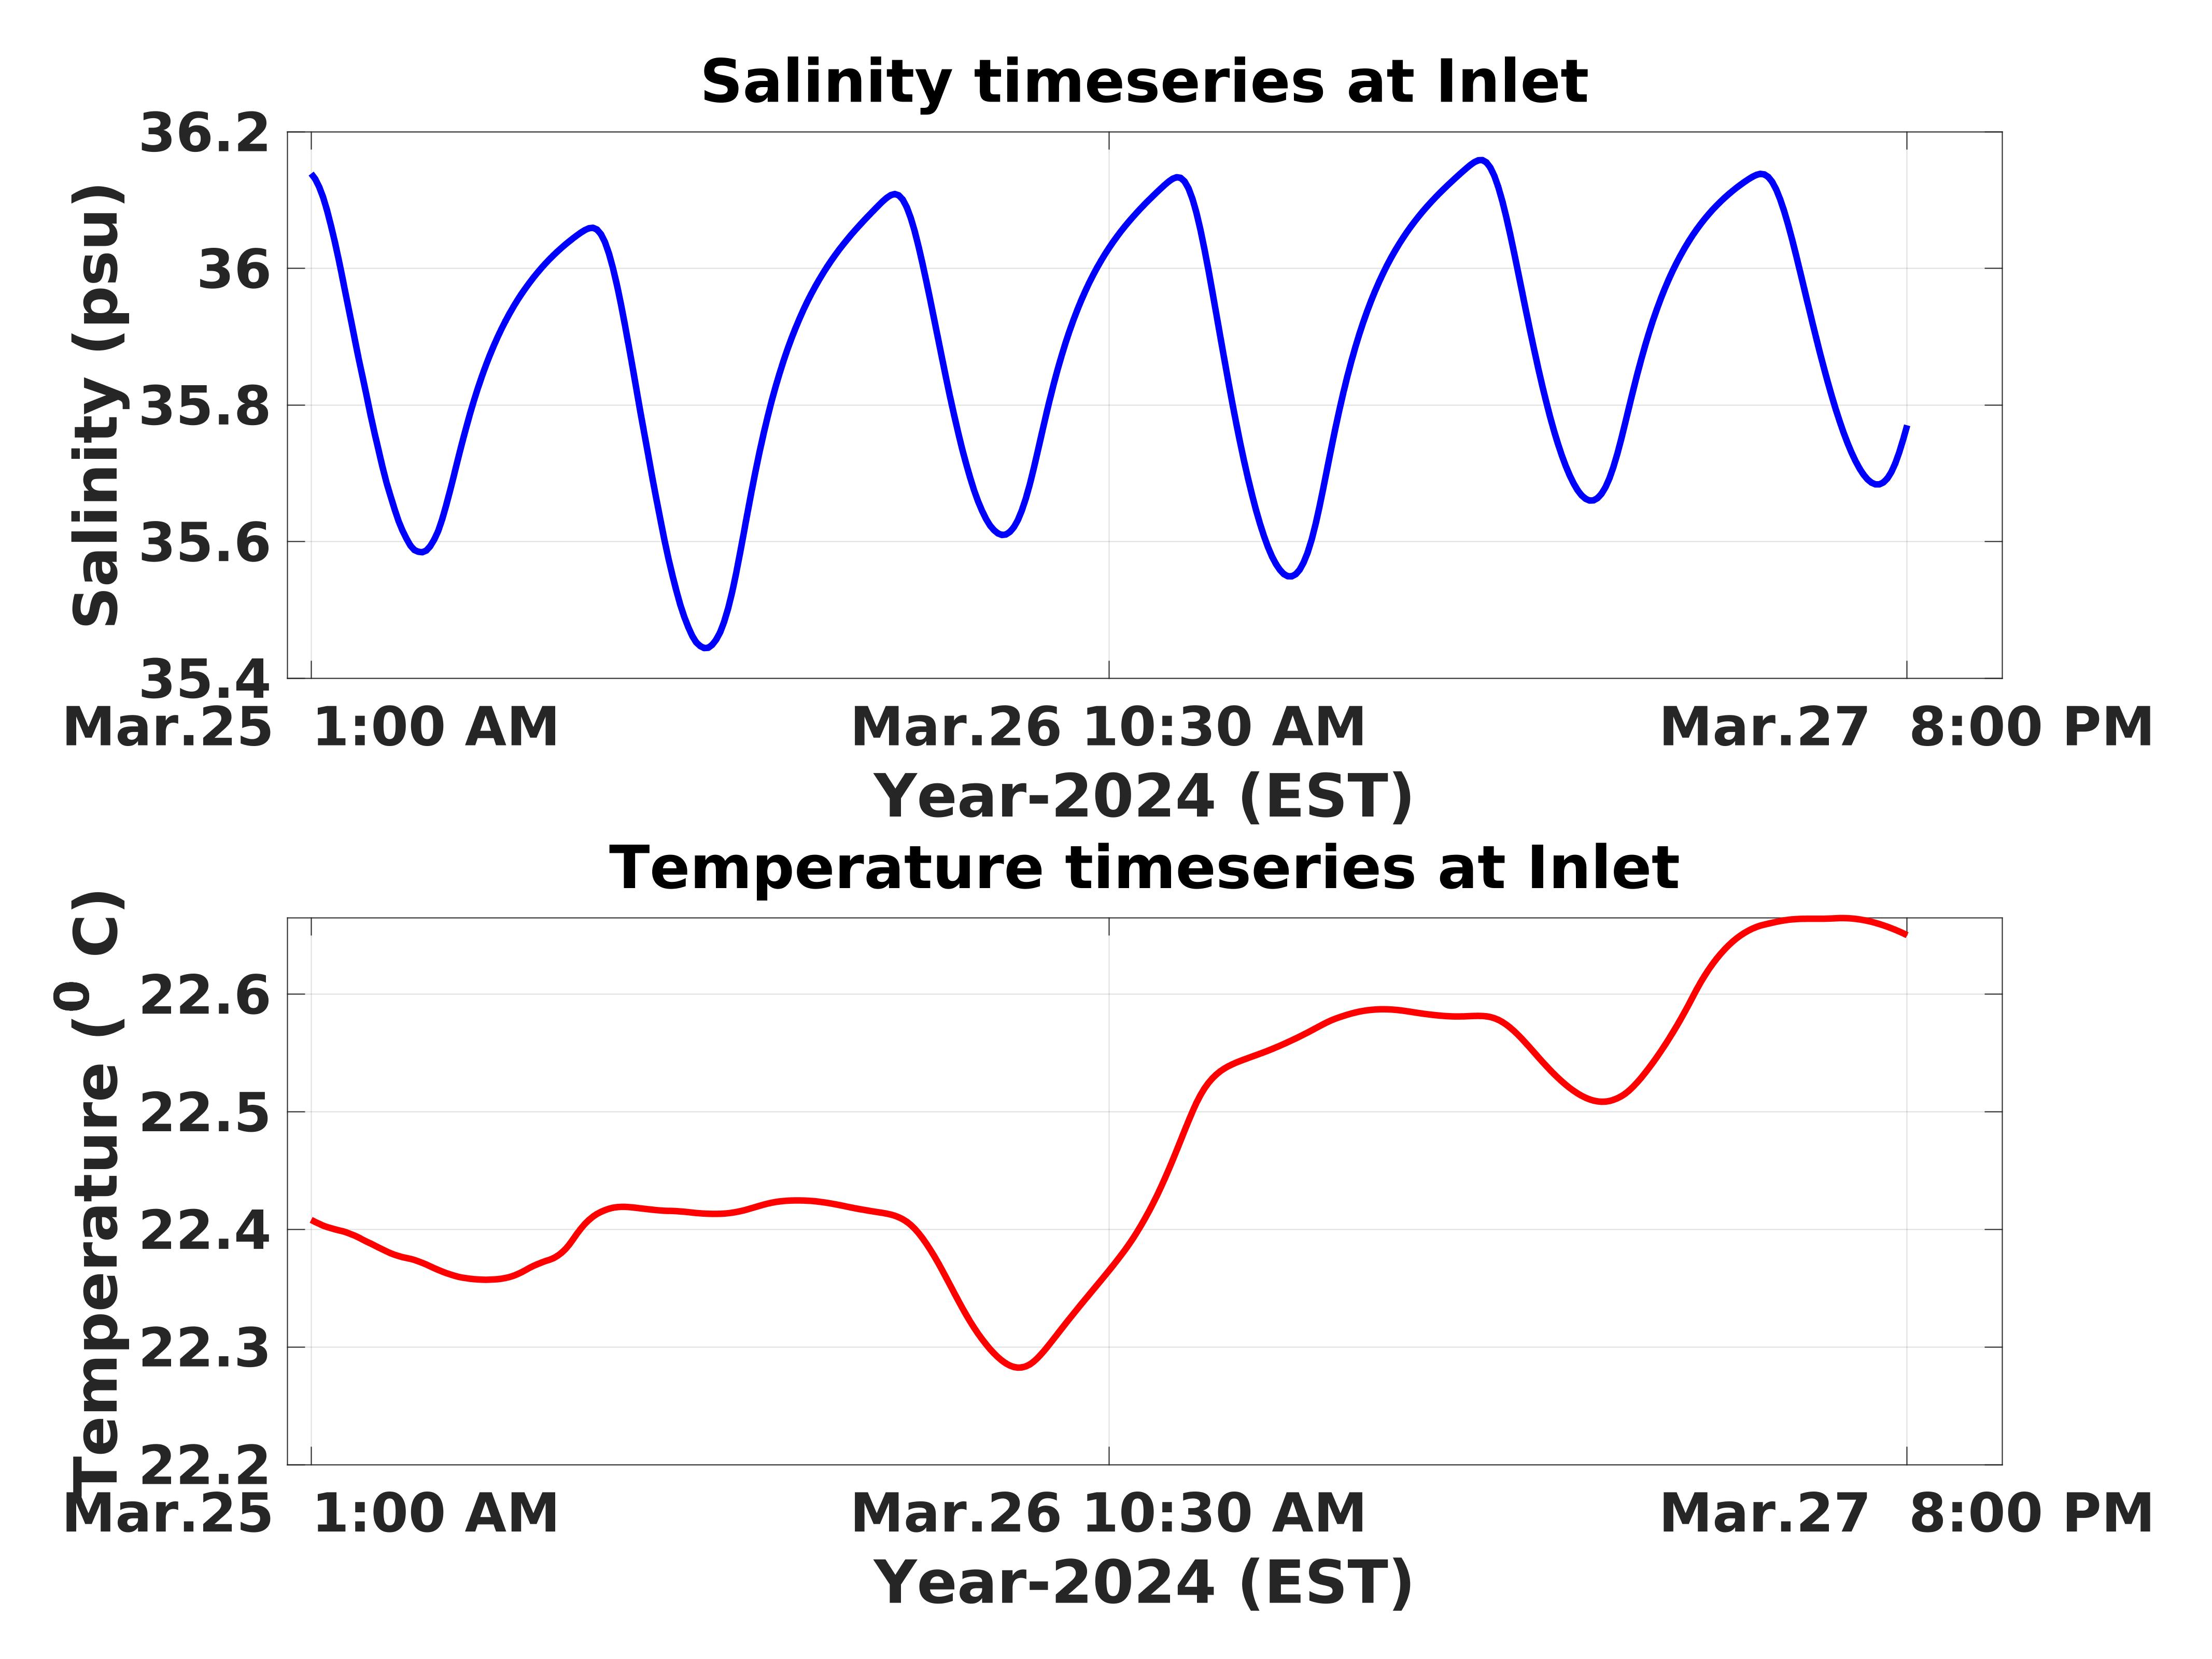 Salinity timeseries at Inlet
Salinity (psu)
36.2
36
35.8
35.6
35.4
Mar.25 1:00 AM
Mar.26 10:30 AM
Mar.27 8:00 PM
Year-2024 (EST)
Temperature timeseries at Inlet
Temperature (⁰ C)
22.6
22.5
22.4
22.3
22.2
Mar.25 1:00 AM
Mar.26 10:30 AM
Mar.27 8:00 PM
Year-2024 (EST)